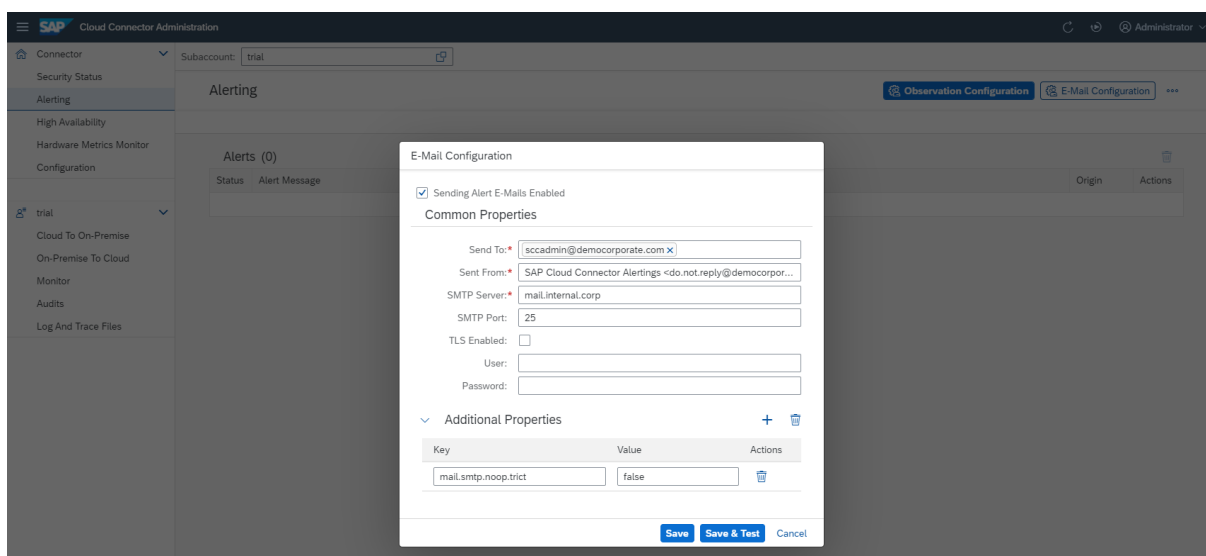 SAP Cloud Connector Administration
Administrator
Connector
Subaccount: trial
Security Status
Alerting
Alerting
Observation Configuration
E-Mail Configuration
High Availability
Hardware Metrics Monitor
Configuration
Alerts (0)
Status Alert Message Origin Actions
trial
Cloud To On-Premise
On-Premise To Cloud
Monitor
Audits
Log And Trace Files
E-Mail Configuration
Sending Alert E-Mails Enabled
Common Properties
Send To:* sccadmin@democorporate.com
Sent From:* SAP Cloud Connector Alertings <do.not.reply@democorpor...
SMTP Server:* mail.internal.corp
SMTP Port: 25
TLS Enabled:
User:
Password:
Additional Properties
Key Value Actions
mail.smtp.noop.trict false
Save Save & Test Cancel